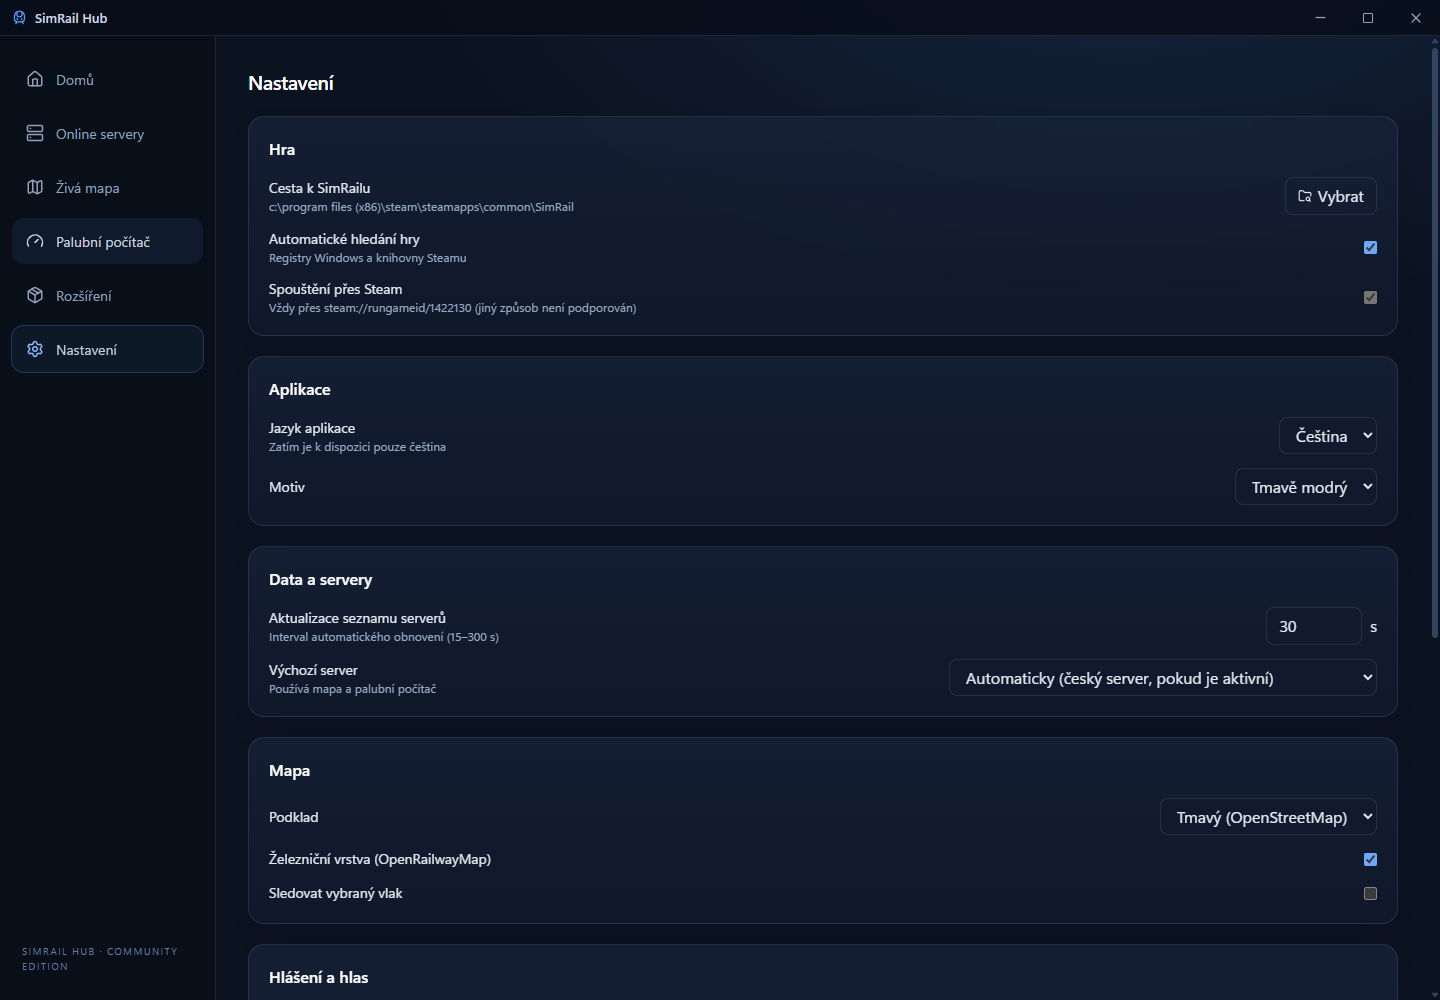 SimRail Hub
Domů
Online servery
Živá mapa
Palubní počítač
Rozšíření
Nastavení
SIMRAIL HUB · COMMUNITY
EDITION
Nastavení
Hra
Cesta k SimRailu
c:\program files (x86)\steam\steamapps\common\SimRail
Vybrat
Automatické hledání hry
Registry Windows a knihovny Steamu
Spouštění přes Steam
Vždy přes steam://rungameid/1422130 (jiný způsob není podporován)
Aplikace
Jazyk aplikace
Zatím je k dispozici pouze čeština
Čeština
Motiv
Tmavě modrý
Data a servery
Aktualizace seznamu serverů
Interval automatického obnovení (15–300 s)
30 s
Výchozí server
Používá mapa a palubní počítač
Automaticky (český server, pokud je aktivní)
Mapa
Podklad
Tmavý (OpenStreetMap)
Železniční vrstva (OpenRailwayMap)
Sledovat vybraný vlak
Hlášení a hlas